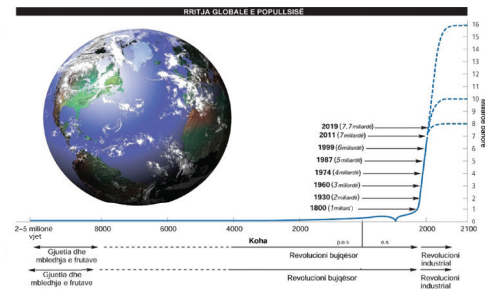 RRITJA GLOBALE E POPULLSISË
16
15
14
13
12
11
10
9
8
7
6
5
4
3
2
1
0
Miliarde banorë
2019 (7.7 miliardë)
2011 (7 miliardë)
1999 (6 miliardë)
1987 (5 miliardë)
1974 (4 miliardë)
1960 (3 miliardë)
1930 (2 miliardë)
1800 (1 miliard)
2–5 milionë vjet
8000
6000
4000
2000
2000
2100
Koha
p.e.s
e.s
Gjuetia dhe mbledhja e frutave
Revolucioni bujqësor
Revolucioni industrial
Gjuetia dhe mbledhja e frutave
Revolucioni bujqësor
Revolucioni industrial